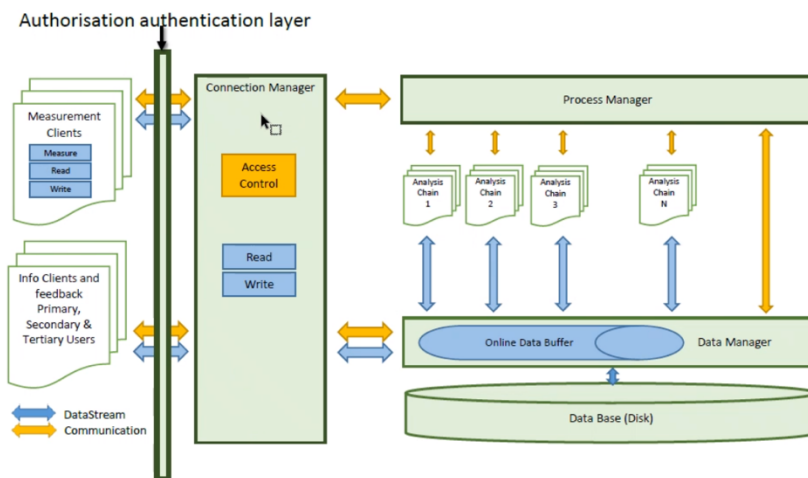 Authorisation authentication layer
Measurement
Clients
Measure
Read
Write
Info Clients and
feedback
Primary,
Secondary &
Tertiary Users
DataStream
Communication
Connection Manager
Access
Control
Read
Write
Process Manager
Analysis
Chain
1
Analysis
Chain
2
Analysis
Chain
3
Analysis
Chain
N
Online Data Buffer
Data Manager
Data Base (Disk)